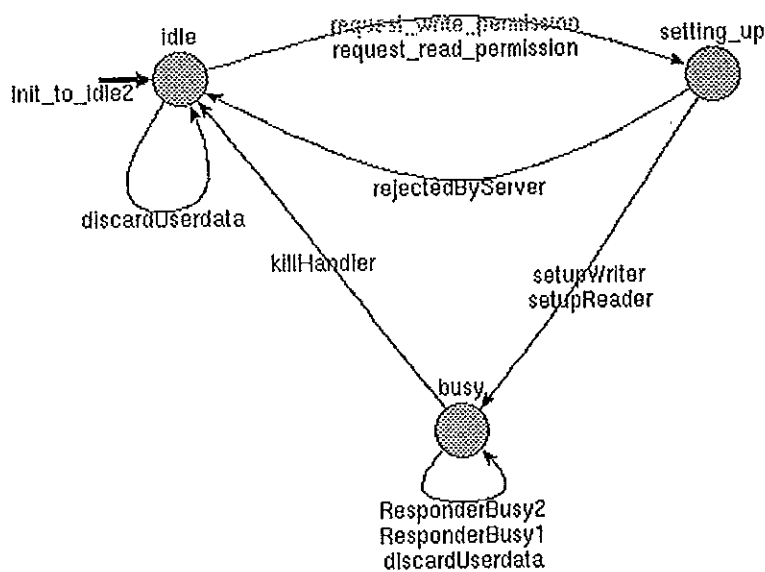 idle
request_write_permission
request_read_permission
setting_up
Init_to_idle2
discardUserdata
rejectedByServer
killHandler
setupWriter
setupReader
busy
ResponderBusy2
ResponderBusy1
discardUserdata